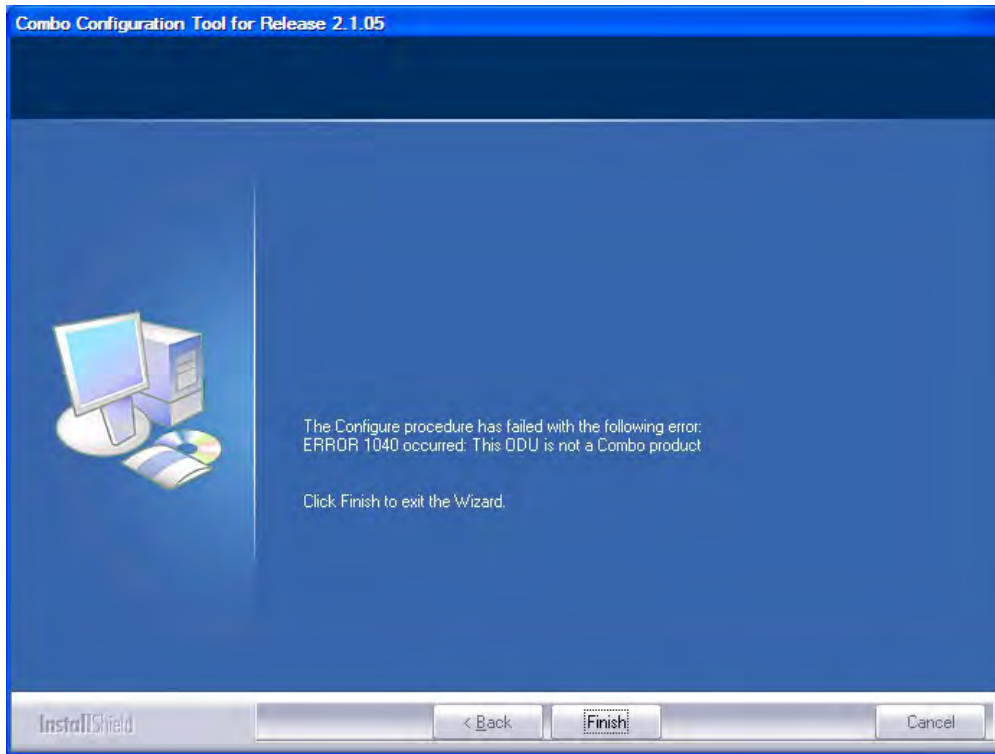 Combo Configuration Tool for Release 2.1.05
The Configure procedure has failed with the following error:
ERROR 1040 occurred: This ODU is not a Combo product
Click Finish to exit the Wizard.
InstallShield
< Back
Finish
Cancel